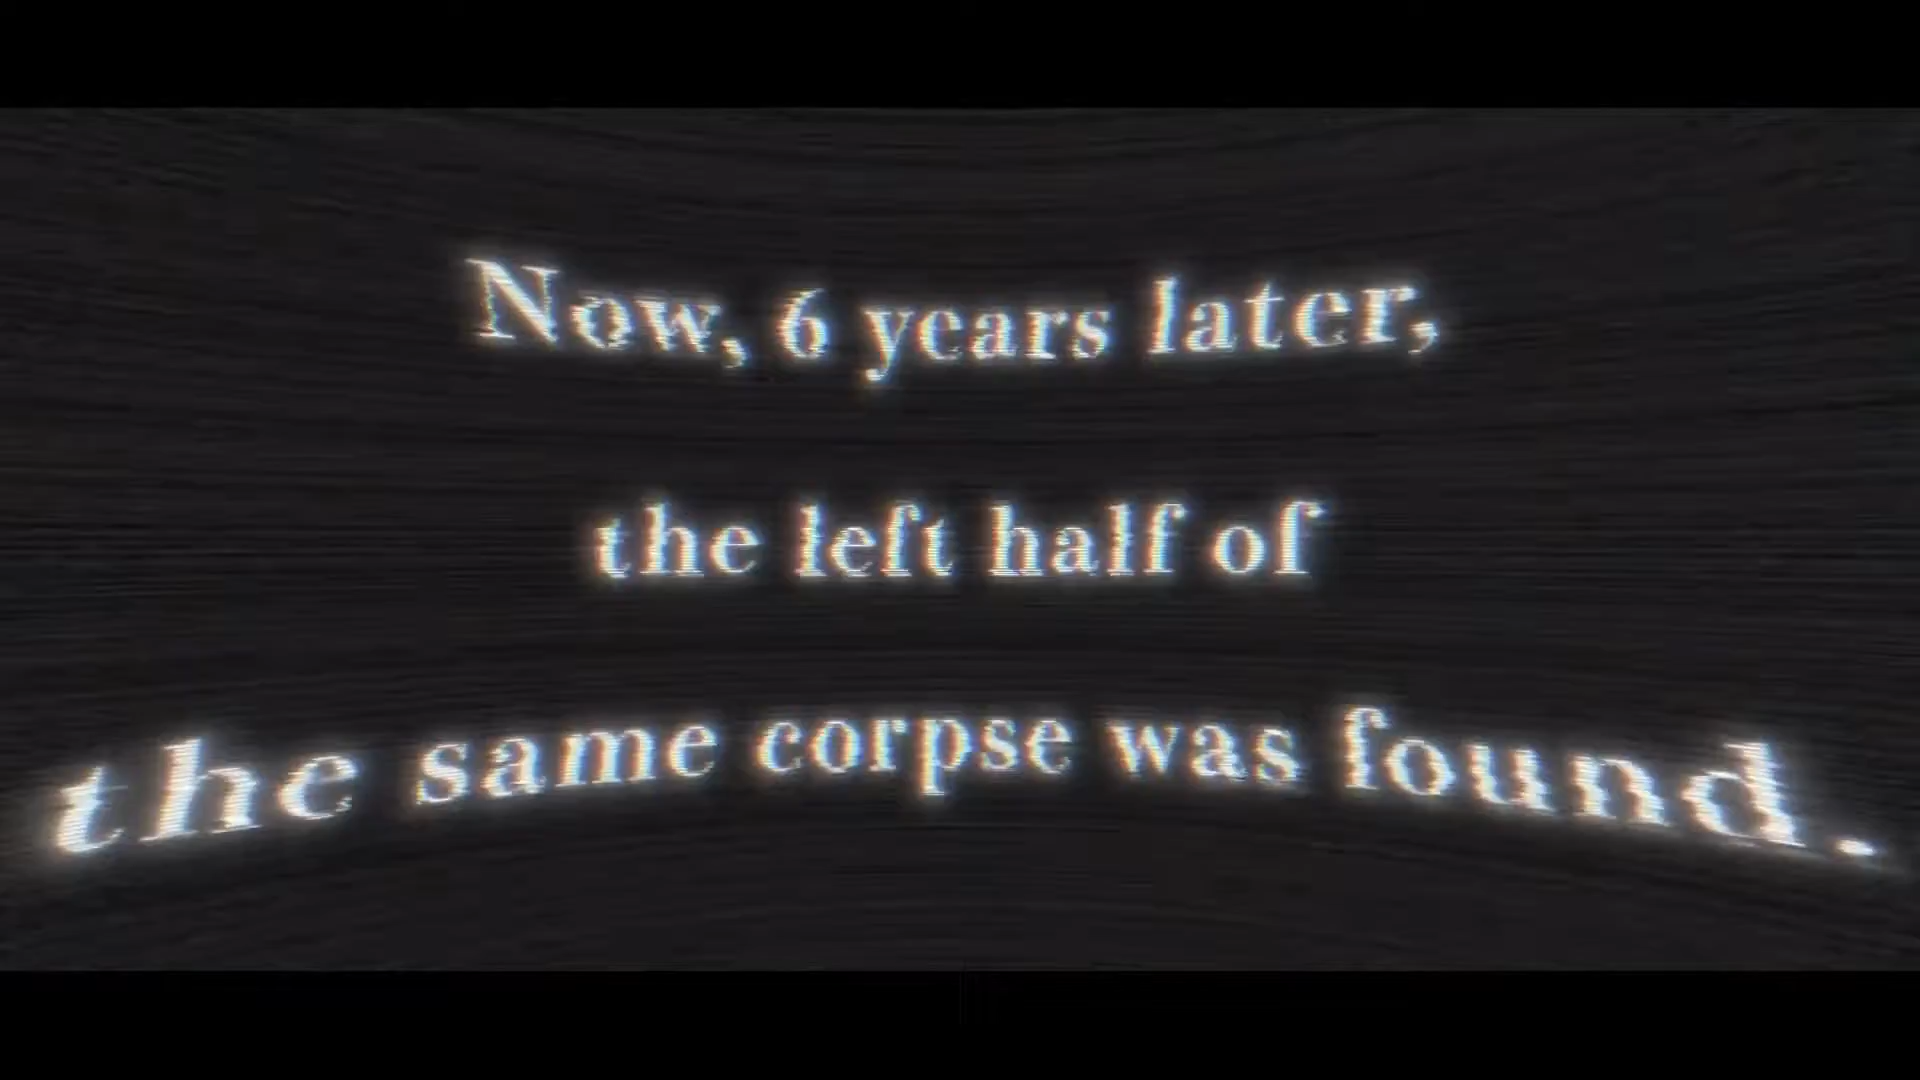 Now, 6 years later,
the left half of
the same corpse was found.